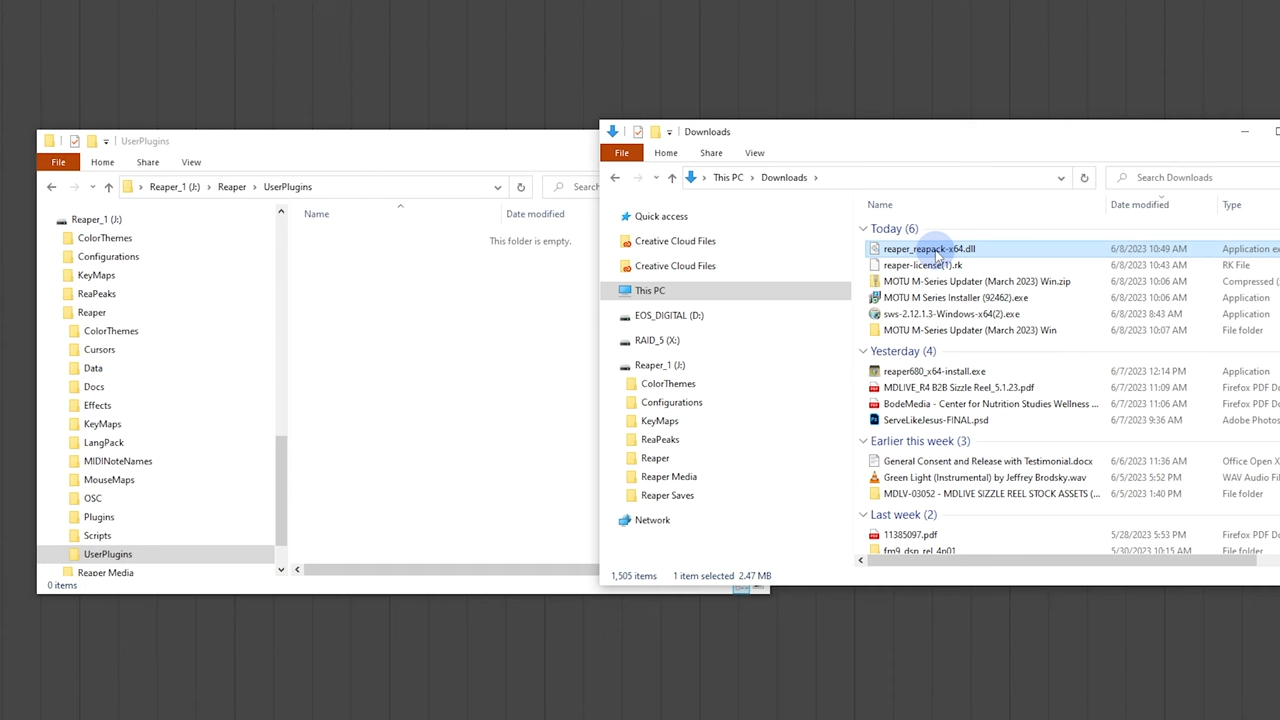 UserPlugins
File Home Share View
Reaper_1 (J:) Reaper UserPlugins
Searc
Reaper_1 (J:)
ColorThemes
Configurations
KeyMaps
ReaPeaks
Reaper
ColorThemes
Cursors
Data
Docs
Effects
KeyMaps
LangPack
MIDINoteNames
MouseMaps
OSC
Plugins
Scripts
UserPlugins
Reaper Media
Name Date modified
This folder is empty.
0 items
Downloads
File Home Share View
This PC Downloads
Search Downloads
Quick access
Creative Cloud Files
Creative Cloud Files
This PC
EOS_DIGITAL (D:)
RAID_5 (X:)
Reaper_1 (J:)
ColorThemes
Configurations
KeyMaps
ReaPeaks
Reaper
Reaper Media
Reaper Saves
Network
Name Date modified Type
Today (6)
reaper_reapack-x64.dll 6/8/2023 10:49 AM Application ex
reaper-license(1).rk 6/8/2023 10:43 AM RK File
MOTU M-Series Updater (March 2023) Win.zip 6/8/2023 10:06 AM Compressed (
MOTU M Series Installer (92462).exe 6/8/2023 10:06 AM Application
sws-2.12.1.3-Windows-x64(2).exe 6/8/2023 8:43 AM Application
MOTU M-Series Updater (March 2023) Win 6/8/2023 10:07 AM File folder
Yesterday (4)
reaper680_x64-install.exe 6/7/2023 12:14 PM Application
MDLIVE_R4 B2B Sizzle Reel_5.1.23.pdf 6/7/2023 11:09 AM Firefox PDF Do
BodeMedia - Center for Nutrition Studies Wellness ... 6/7/2023 11:06 AM Firefox PDF Do
ServeLikeJesus-FINAL.psd 6/7/2023 9:36 AM Adobe Photos
Earlier this week (3)
General Consent and Release with Testimonial.docx 6/6/2023 11:36 AM Office Open X
Green Light (Instrumental) by Jeffrey Brodsky.wav 6/5/2023 5:52 PM WAV Audio Fi
MDLV-03052 - MDLIVE SIZZLE REEL STOCK ASSETS (... 6/5/2023 1:40 PM File folder
Last week (2)
11385097.pdf 5/28/2023 5:53 PM Firefox PDF Do
fm9_dsp_rel_4p01 5/30/2023 10:15 AM File folder
1,505 items 1 item selected 2.47 MB